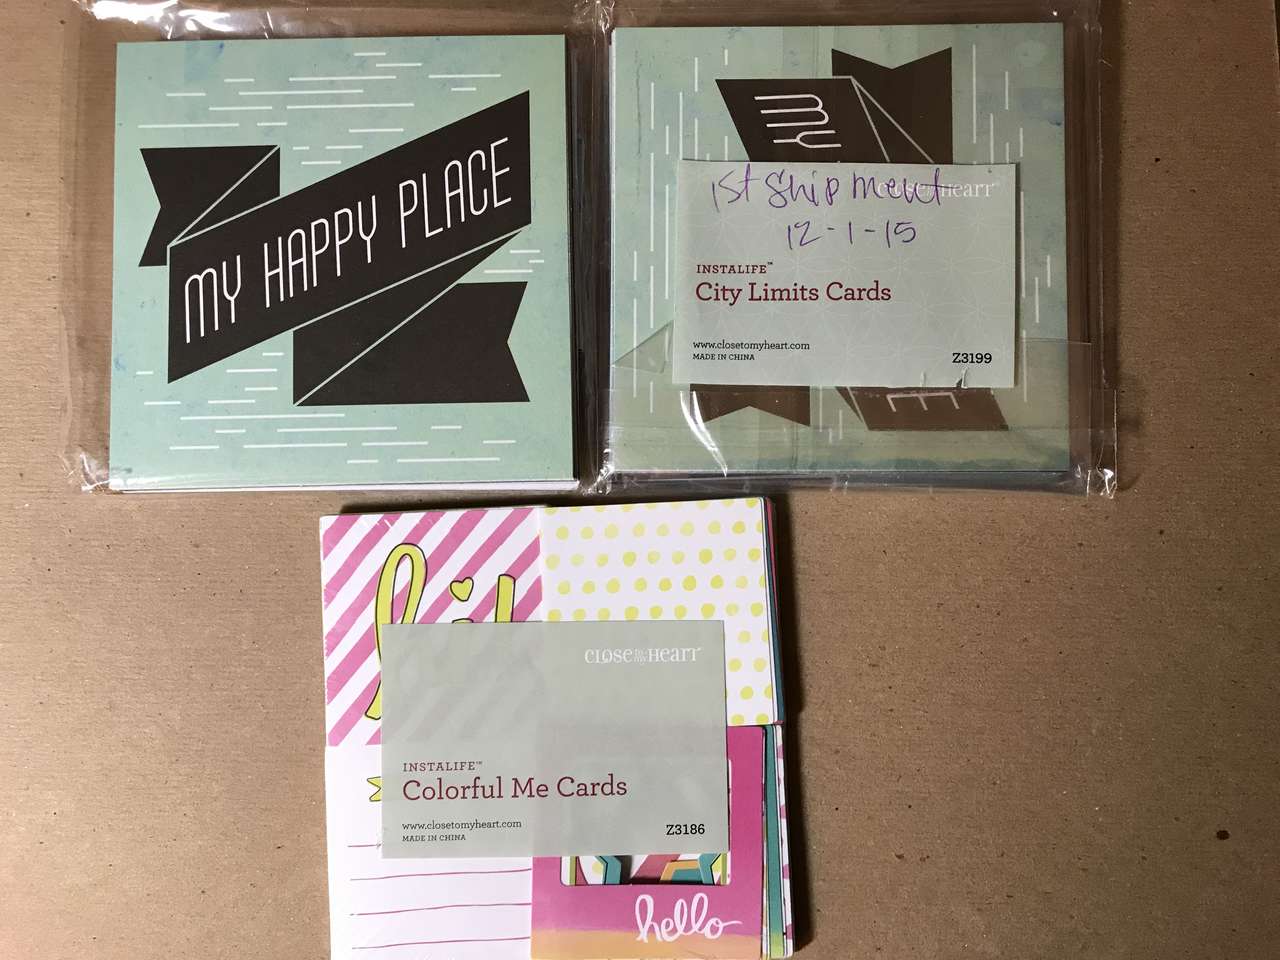 MY HAPPY PLACE
MY
1st Shipment
CLOSE TO MY HEART
12-1-15
INSTALIFE™
City Limits Cards
www.closetomyheart.com
MADE IN CHINA
Z3199
E
CLOSE TO MY HEART
INSTALIFE™
Colorful Me Cards
www.closetomyheart.com
MADE IN CHINA
Z3186
hello